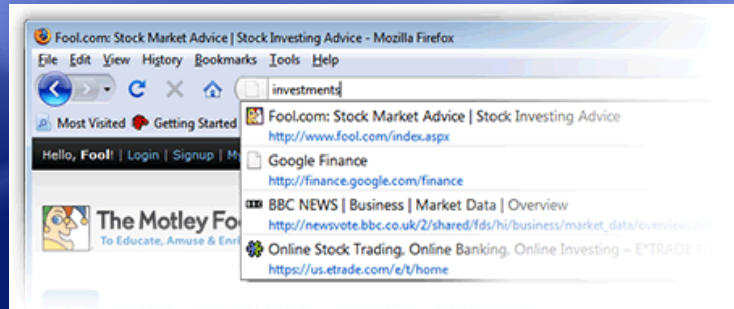 Fool.com: Stock Market Advice | Stock Investing Advice - Mozilla Firefox
File Edit View History Bookmarks Tools Help
investments
Most Visited Getting Started
Fool.com: Stock Market Advice | Stock Investing Advice
http://www.fool.com/index.aspx
Hello, Fool! | Login | Signup | M
Google Finance
http://finance.google.com/finance
BBC NEWS | Business | Market Data | Overview
http://newsvote.bbc.co.uk/2/shared/fds/hi/business/market_data/overview/
The Motley Fo
To Educate, Amuse & Enri
Online Stock Trading, Online Banking, Online Investing – E*TRADE
https://us.etrade.com/e/t/home